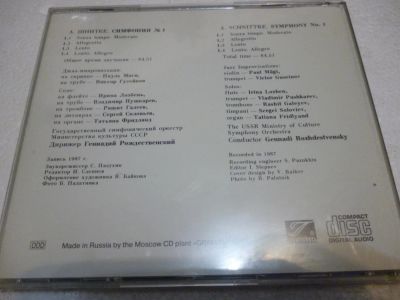 А. ШНИТКЕ. СИМФОНИЯ № 1
1.1 Senza tempo. Moderato
1.2 Allegretto
1.3 Lento
1.4 Lento. Allegro
(Общее время звучания — 64.51
Джаз-импровизация:
на скрипке — Пауль Мяги,
на трубе — Виктор Гусейнов
Соло:
на флейте — Ирина Лозбень,
на трубе — Владимир Пушкарев,
на тромбоне — Рашит Галеев,
на литаврах — Сергей Соловьев,
на органе — Татьяна Фридлянд
Государственный симфонический оркестр
Министерства культуры СССР
Дирижер Геннадий Рождественский
Запись 1987 г.
Звукорежиссер С. Пазухин
Редактор И. Слепнев
Оформление художника В. Байкова
Фото В. Палатника
A. SCHNITTKE. SYMPHONY No. 1
1.1 Senza tempo. Moderato
1.2 Allegretto
1.3 Lento
1.4 Lento. Allegro
Total time — 64.51
Jazz improvisations:
violin — Paul Mägi,
trumpet — Victor Guseinov
Solos:
flute — Irina Lozben,
trumpet — Vladimir Pushkarev,
trombone — Rashit Galeyev,
timpani — Sergei Soloviev,
organ — Tatiana Fridlyand
The USSR Ministry of Culture
Symphony Orchestra
Conductor Gennadi Rozhdestvensky
Recorded in 1987
Recording engineer S. Pazukhin
Editor I. Slepnev
Cover design by V. Baikov
Photo by B. Palatnik
DDD
Made in Russia by the Moscow CD plant
COMPACT
disc
DIGITAL AUDIO